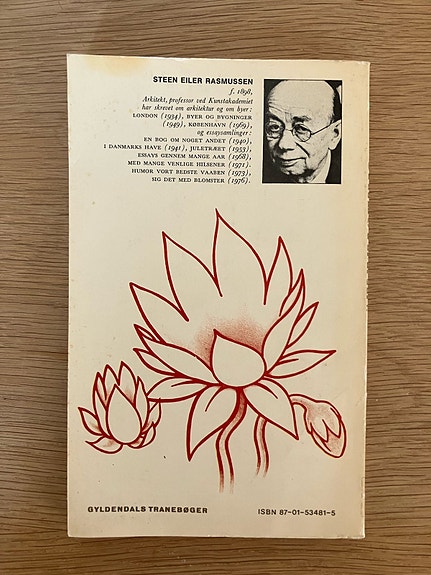 STEEN EILER RASMUSSEN
f. 1898,
Arkitekt, professor ved Kunstakademiet
har skrevet om arkitektur og om byer:
LONDON (1934), BYER OG BYGNINGER
(1949), KØBENHAVN (1969),
og essaysamlinger:
EN BOG OM NOGET ANDET (1940),
I DANMARKS HAVE (1941), JULETRÆET (1953),
ESSAYS GENNEM MANGE AAR (1968),
MED MANGE VENLIGE HILSENER (1971).
HUMOR VORT BEDSTE VAABEN (1973),
SIG DET MED BLOMSTER (1976).
GYLDENDALS TRANEBØGER
ISBN 87-01-53481-5